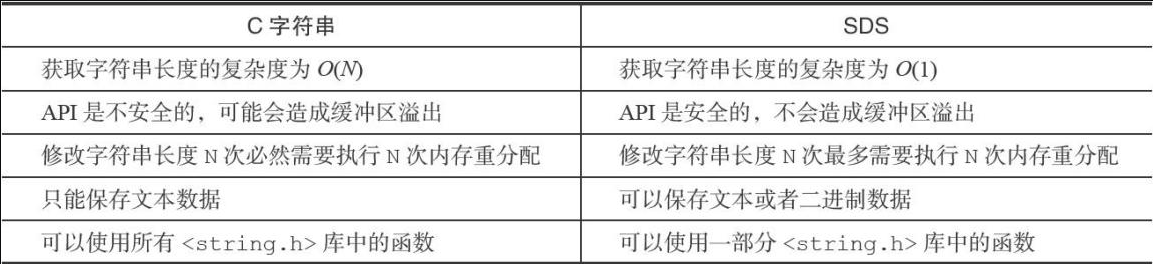 C 字符串 SDS
获取字符串长度的复杂度为 O(N) 获取字符串长度的复杂度为 O(1)
API 是不安全的，可能会造成缓冲区溢出 API 是安全的，不会造成缓冲区溢出
修改字符串长度 N 次必然需要执行 N 次内存重分配 修改字符串长度 N 次最多需要执行 N 次内存重分配
只能保存文本数据 可以保存文本或者二进制数据
可以使用所有 <string.h> 库中的函数 可以使用一部分 <string.h> 库中的函数